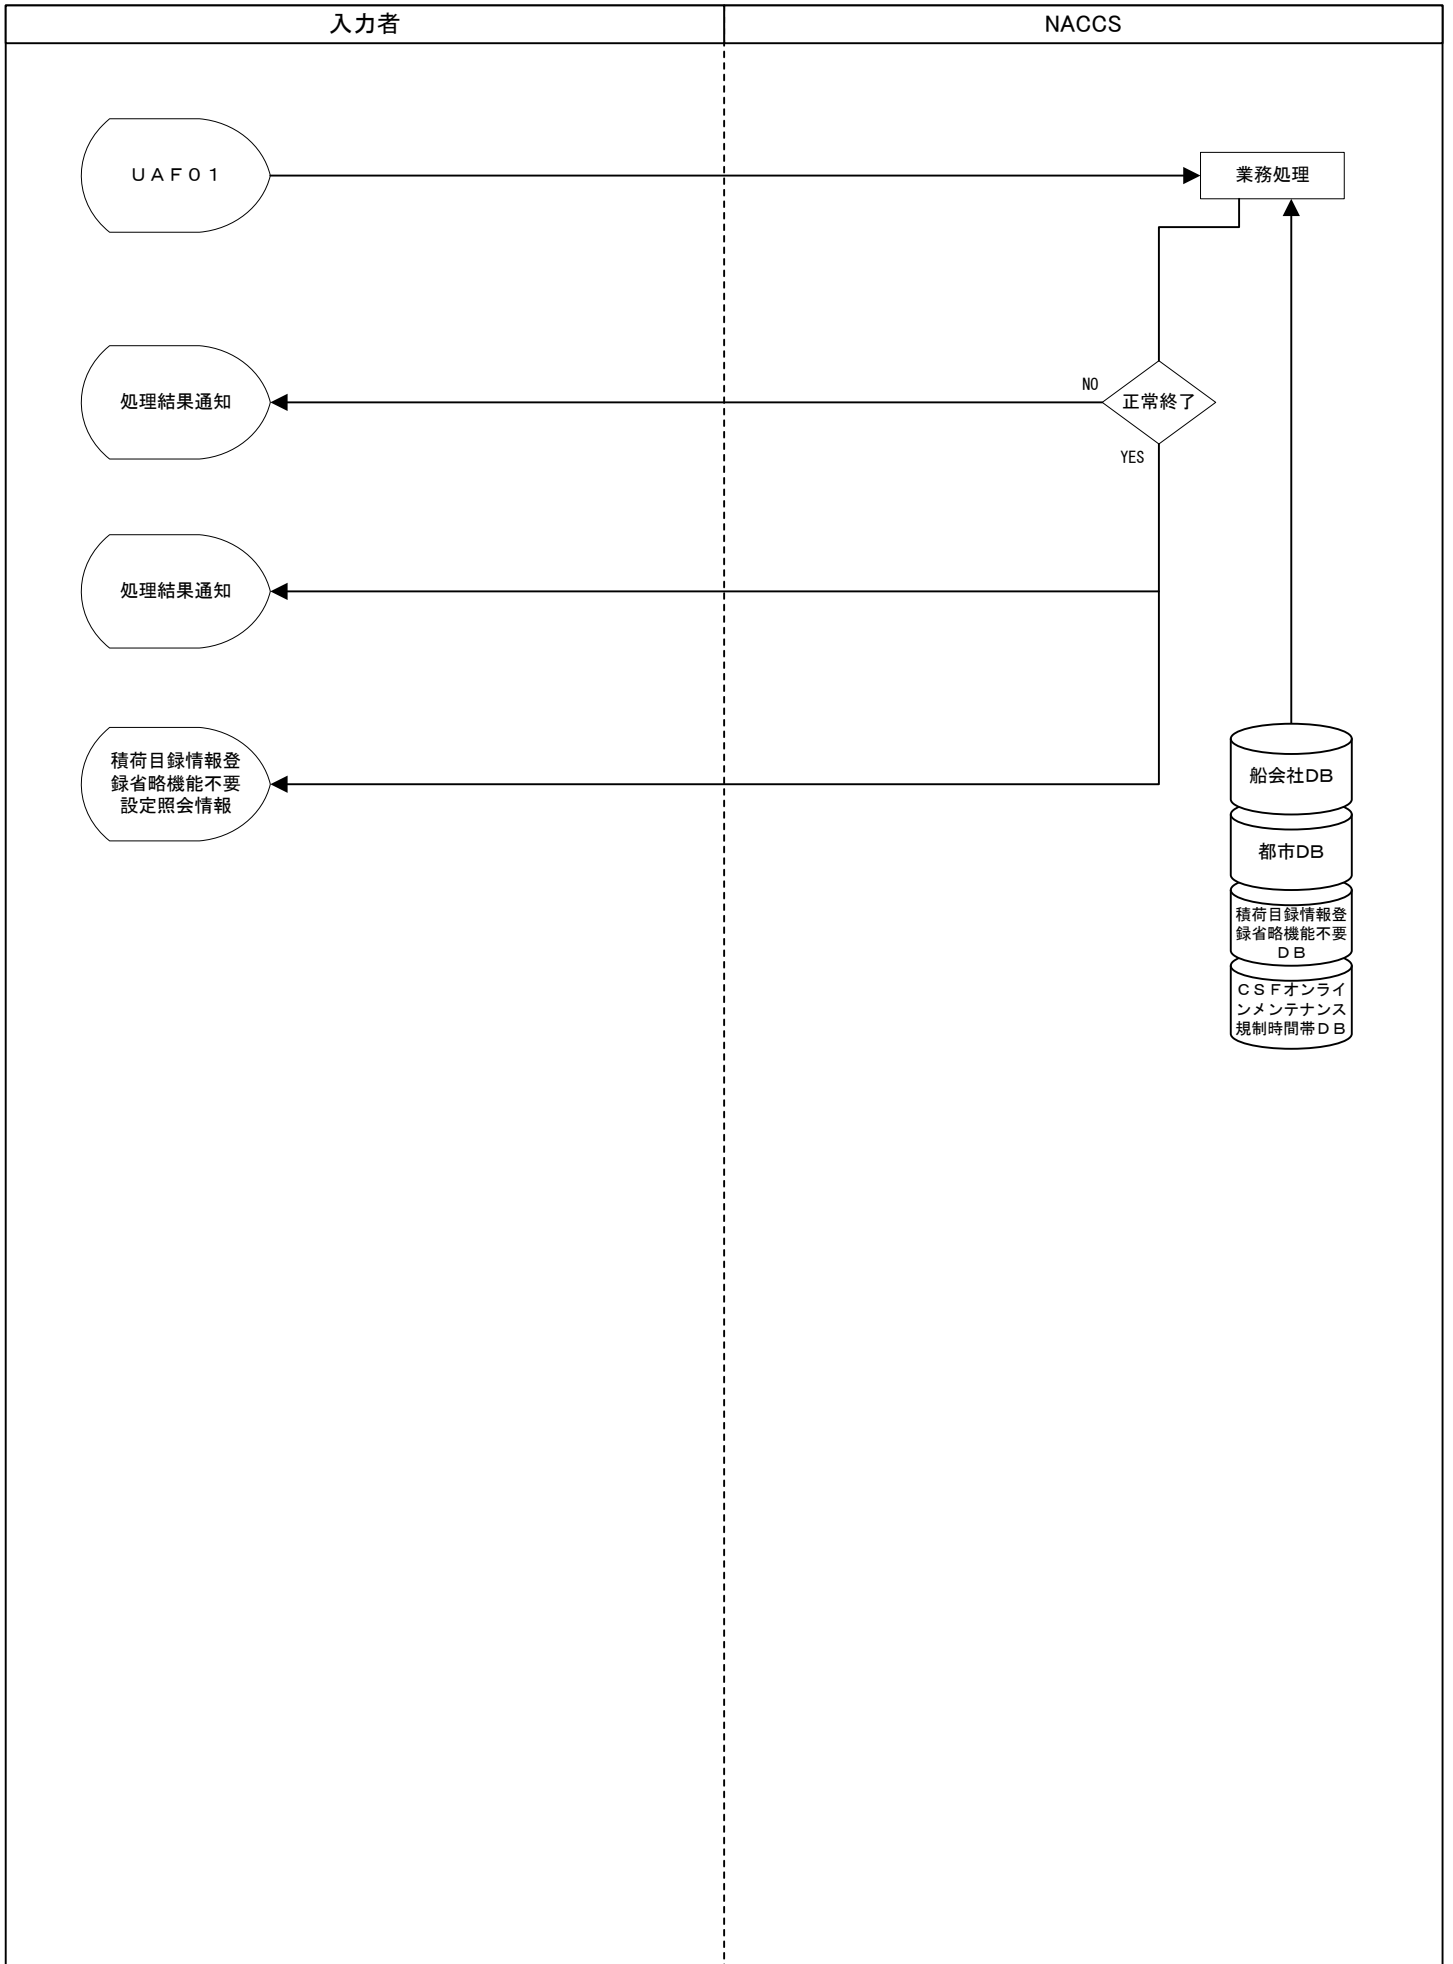 入力者
NACCS
ＵＡＦ０１
業務処理
NO
正常終了
処理結果通知
YES
処理結果通知
積荷目録情報登
録省略機能不要
設定照会情報
船会社DB
都市DB
積荷目録情報登
録省略機能不要
ＤＢ
ＣＳＦオンライ
ンメンテナンス
規制時間帯ＤＢ